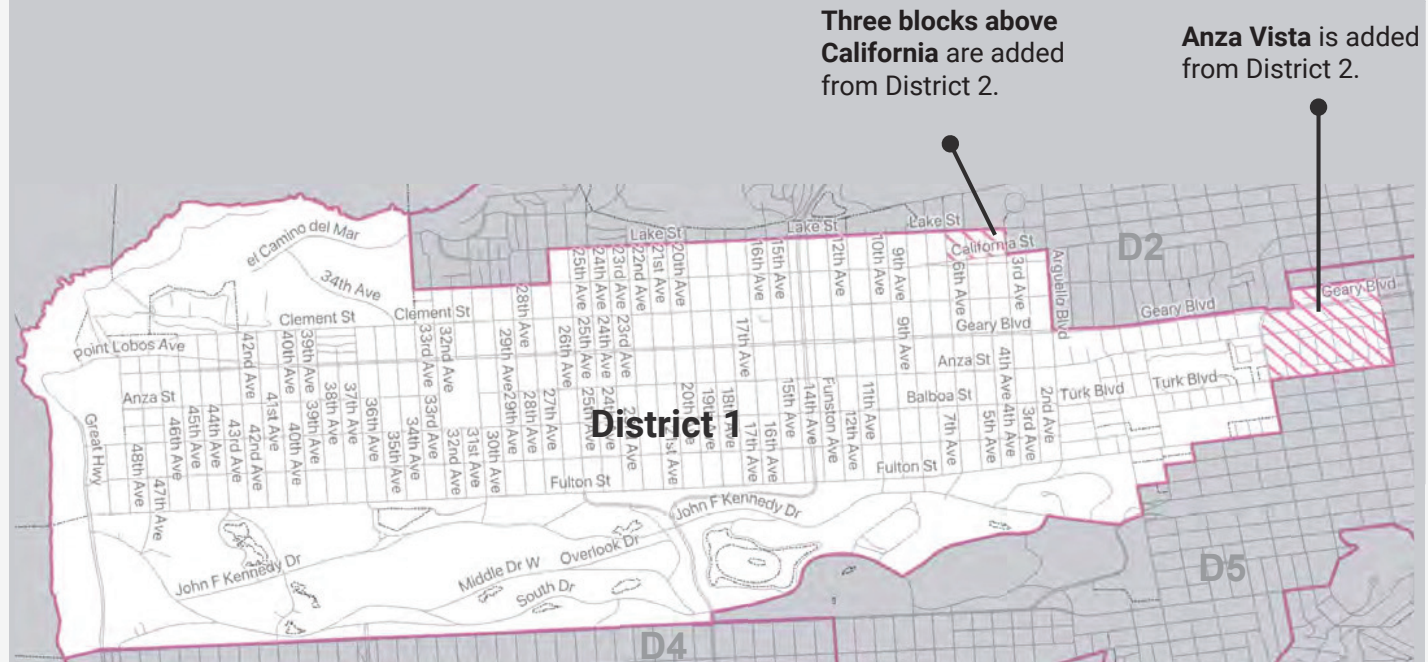 Three blocks above
California are added
from District 2.
Anza Vista is added
from District 2.
el Camino del Mar
34th Ave
Lake St
Lake St
Lake St
California St
D2
Geary Blvd
Geary Blvd
Geary Blvd
Arguello Blvd
Clement St
Clement St
Point Lobos Ave
Anza St
Anza St
Balboa St
Turk Blvd
Turk Blvd
Fulton St
Fulton St
Great Hwy
48th Ave
47th Ave
46th Ave
45th Ave
44th Ave
43rd Ave
42nd Ave
42nd Ave
41st Ave
40th Ave
40th Ave
39th Ave
39th Ave
38th Ave
37th Ave
36th Ave
35th Ave
34th Ave
33rd Ave
33rd Ave
32nd Ave
32nd Ave
31st Ave
30th Ave
29th Ave
29th Ave
28th Ave
28th Ave
27th Ave
26th Ave
25th Ave
25th Ave
25th Ave
24th Ave
24th Ave
23rd Ave
23rd Ave
22nd Ave
21st Ave
20th Ave
District 1
19th Ave
18th Ave
17th Ave
17th Ave
16th Ave
16th Ave
15th Ave
15th Ave
14th Ave
Funston Ave
12th Ave
12th Ave
11th Ave
10th Ave
9th Ave
9th Ave
7th Ave
6th Ave
5th Ave
4th Ave
4th Ave
3rd Ave
3rd Ave
2nd Ave
John F Kennedy Dr
John F Kennedy Dr
Middle Dr W
Overlook Dr
South Dr
D4
D5